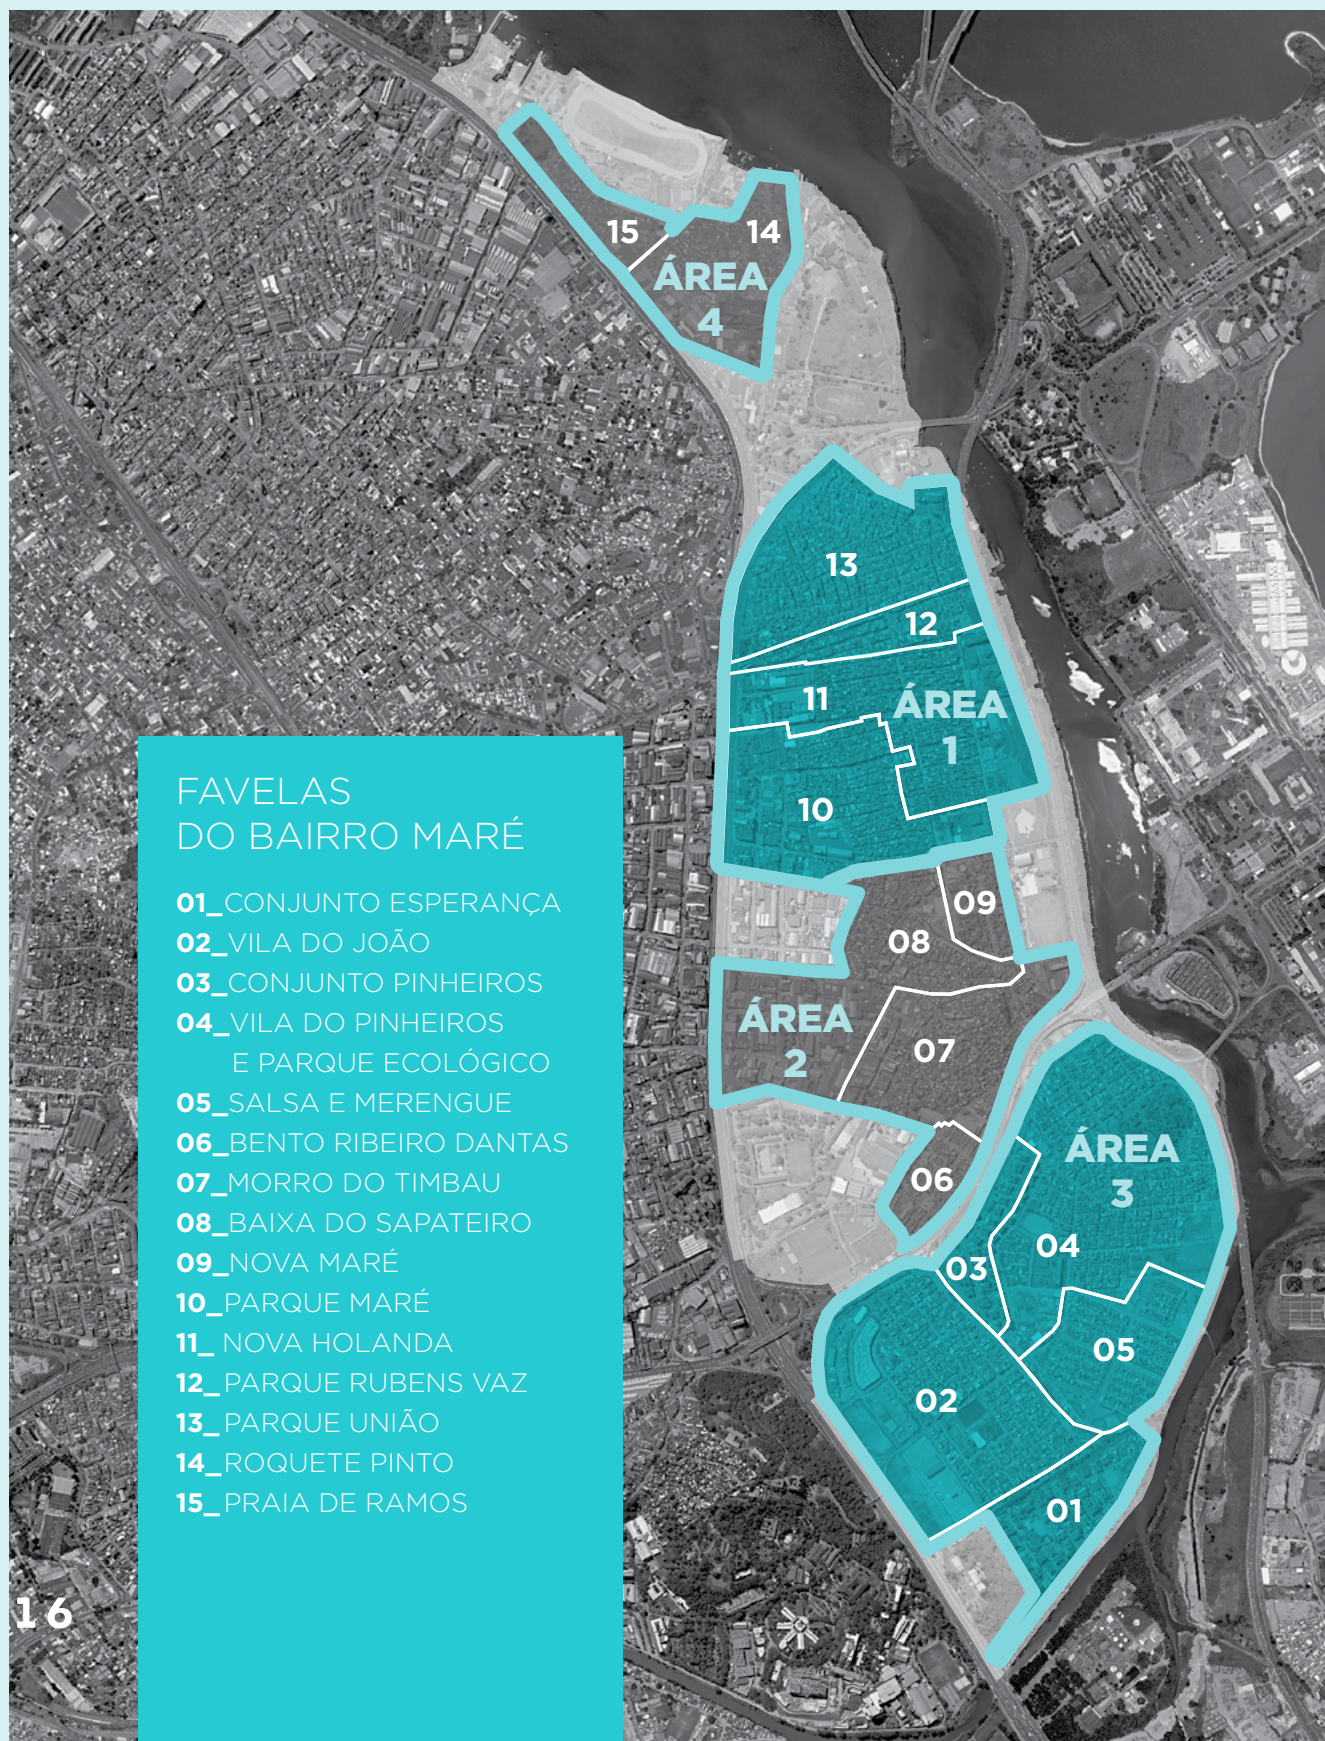 15
14
ÁREA
4
13
12
11
ÁREA
1
10
09
08
ÁREA
2
07
ÁREA
3
06
04
03
05
02
01
FAVELAS
DO BAIRRO MARÉ
01_CONJUNTO ESPERANÇA
02_VILA DO JOÃO
03_CONJUNTO PINHEIROS
04_VILA DO PINHEIROS
E PARQUE ECOLÓGICO
05_SALSA E MERENGUE
06_BENTO RIBEIRO DANTAS
07_MORRO DO TIMBAU
08_BAIXA DO SAPATEIRO
09_NOVA MARÉ
10_PARQUE MARÉ
11_ NOVA HOLANDA
12_PARQUE RUBENS VAZ
13_PARQUE UNIÃO
14_ROQUETE PINTO
15_PRAIA DE RAMOS
16